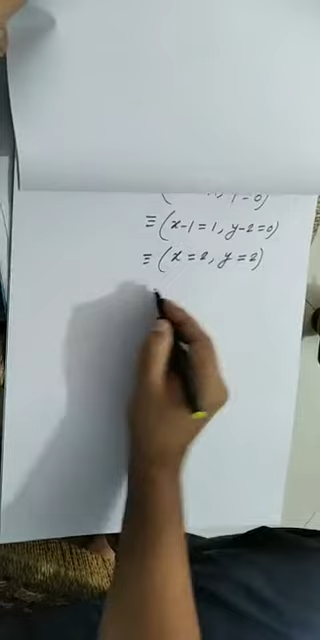 ≡ (x-1=1, y-2=0)
≡ (x=2, y=2)